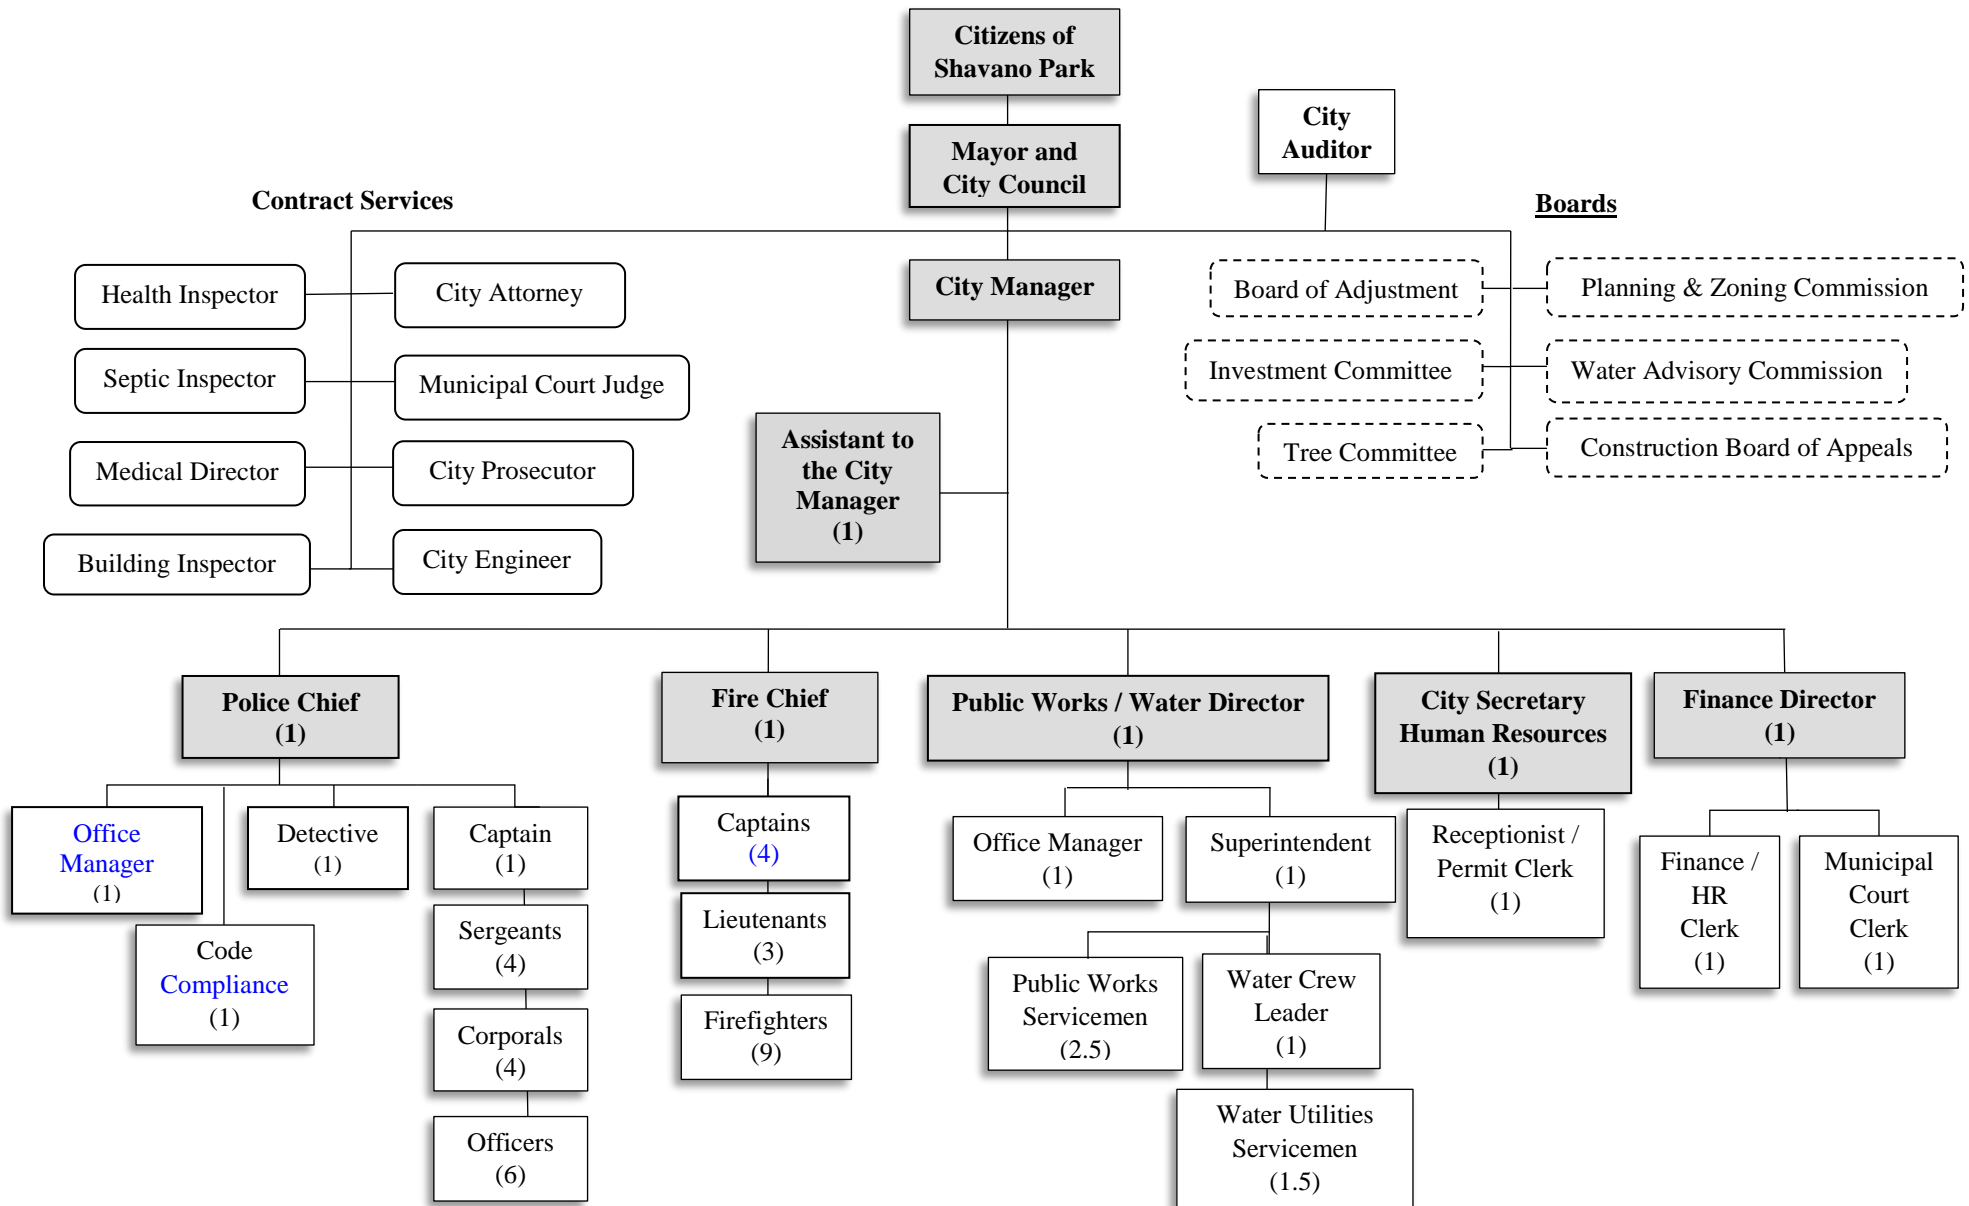 Citizens of
Shavano Park
Mayor and
City Council
City
Auditor
Contract Services
Boards
Health Inspector
City Attorney
Septic Inspector
Municipal Court Judge
Medical Director
City Prosecutor
Building Inspector
City Engineer
City Manager
Board of Adjustment
Planning & Zoning Commission
Investment Committee
Water Advisory Commission
Tree Committee
Construction Board of Appeals
Assistant to
the City
Manager
(1)
Police Chief
(1)
Office
Manager
(1)
Code
Compliance
(1)
Detective
(1)
Captain
(1)
Sergeants
(4)
Corporals
(4)
Officers
(6)
Fire Chief
(1)
Captains
(4)
Lieutenants
(3)
Firefighters
(9)
Public Works / Water Director
(1)
Office Manager
(1)
Superintendent
(1)
Public Works
Servicemen
(2.5)
Water Crew
Leader
(1)
Water Utilities
Servicemen
(1.5)
City Secretary
Human Resources
(1)
Receptionist /
Permit Clerk
(1)
Finance Director
(1)
Finance /
HR
Clerk
(1)
Municipal
Court
Clerk
(1)